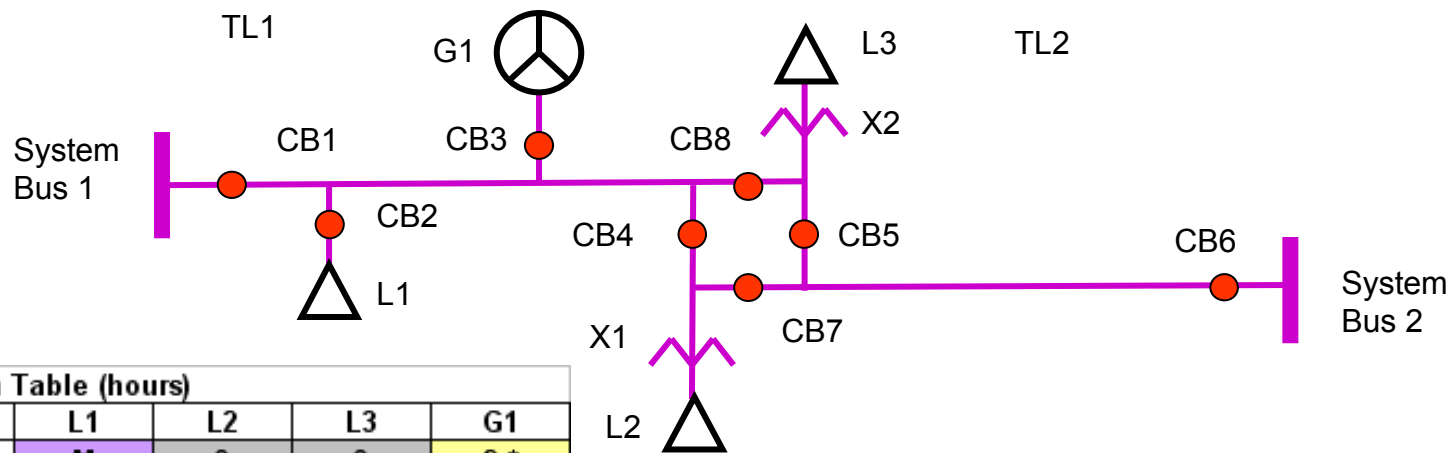 TL1
G1
L3
TL2
CB1
CB3
CB8
X2
System
Bus 1
CB2
CB4
CB5
CB6
L1
System
Bus 2
X1
CB7
Table (hours)
L1
L2
L3
G1
L2